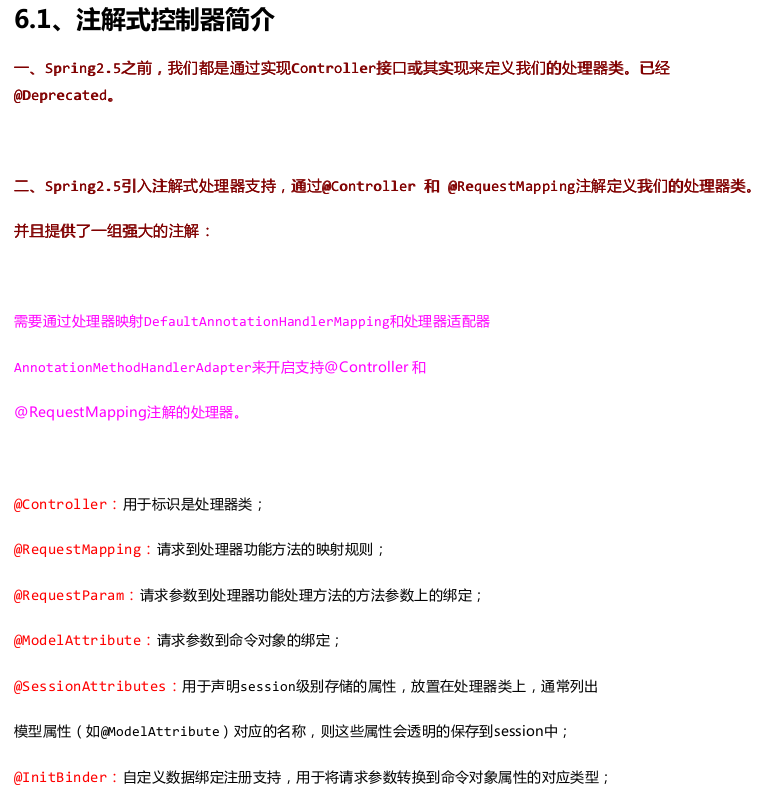 6.1、注解式控制器简介
一、Spring2.5之前，我们都是通过实现Controller接口或其实现来定义我们的处理器类。已经
@Deprecated。
二、Spring2.5引入注解式处理器支持，通过@Controller 和 @RequestMapping注解定义我们的处理器类。
并且提供了一组强大的注解：
需要通过处理器映射DefaultAnnotationHandlerMapping和处理器适配器
AnnotationMethodHandlerAdapter来开启支持@Controller 和
@RequestMapping注解的处理器。
@Controller：用于标识是处理器类；
@RequestMapping：请求到处理器功能方法的映射规则；
@RequestParam：请求参数到处理器功能处理方法的方法参数上的绑定；
@ModelAttribute：请求参数到命令对象的绑定；
@SessionAttributes：用于声明session级别存储的属性，放置在处理器类上，通常列出
模型属性（如@ModelAttribute）对应的名称，则这些属性会透明的保存到session中；
@InitBinder：自定义数据绑定注册支持，用于将请求参数转换到命令对象属性的对应类型；